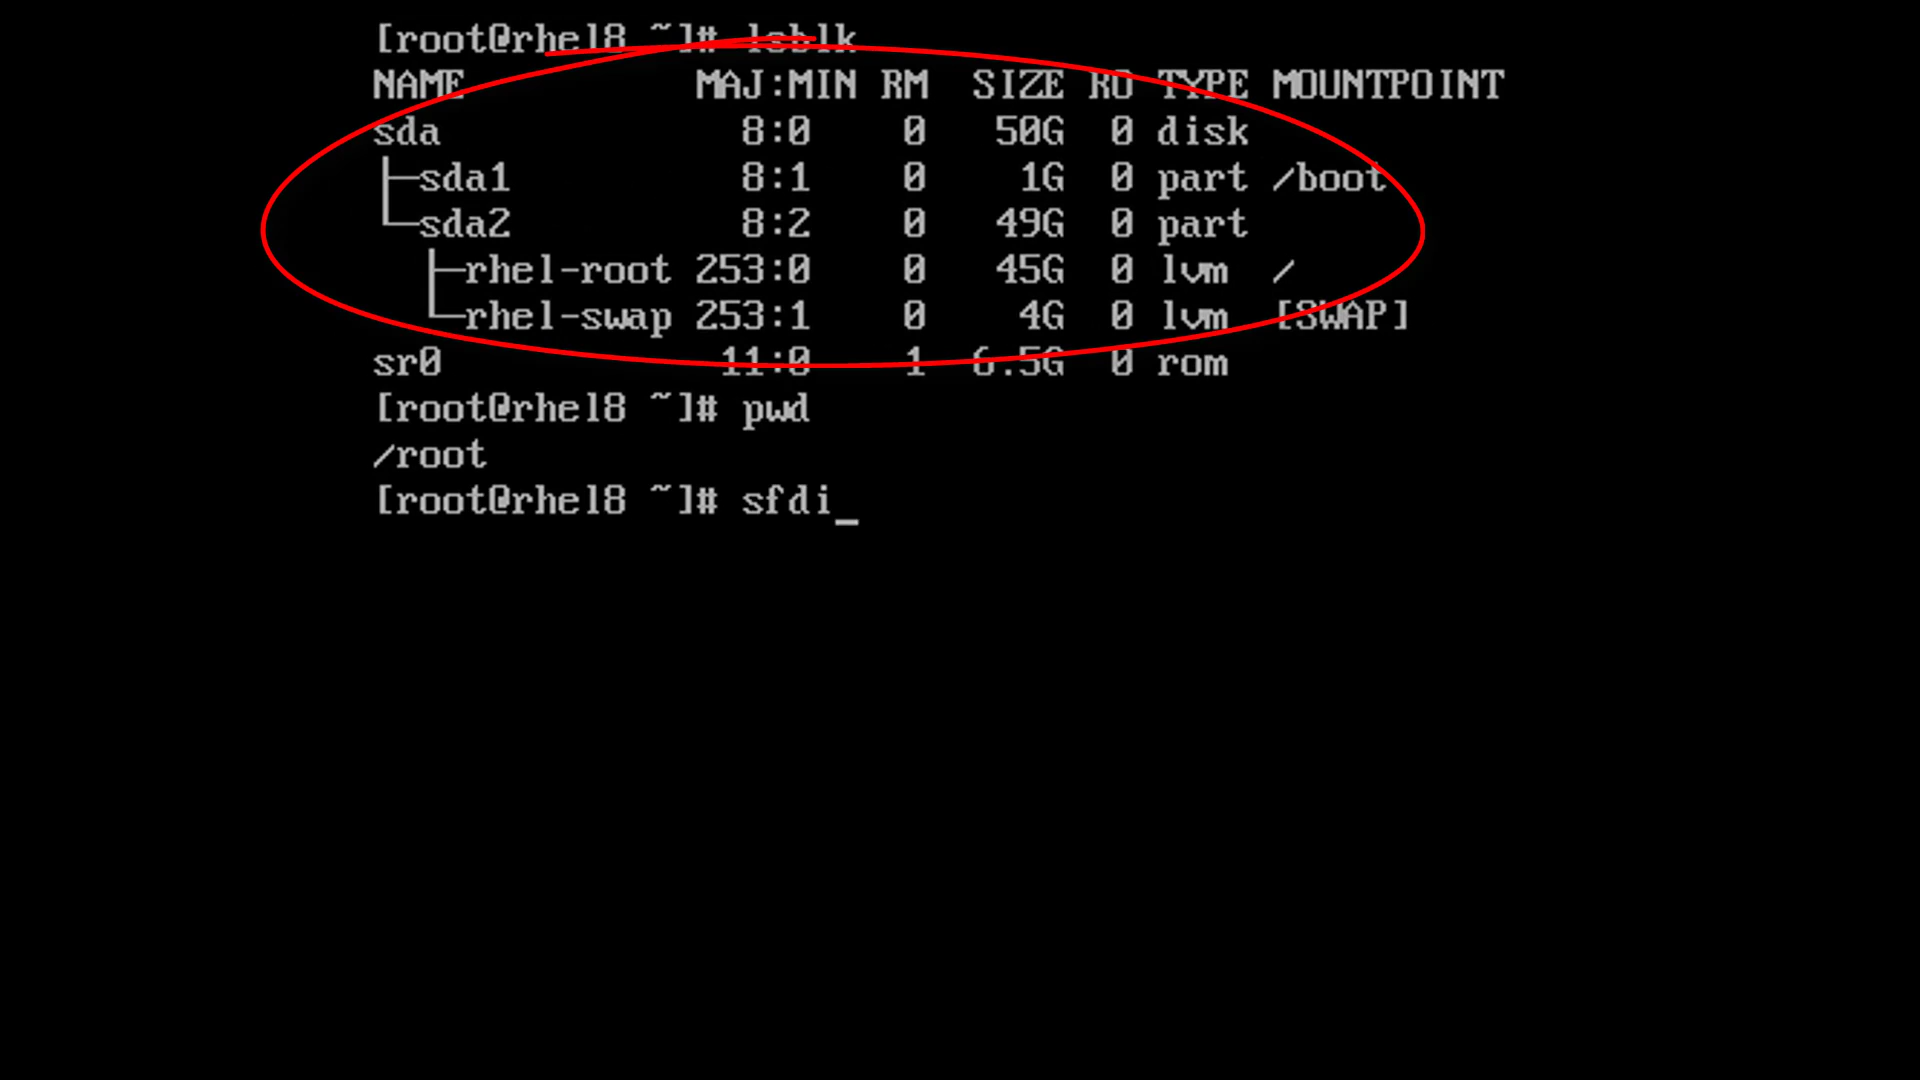 [root@rhel8 ~]# lsblk
NAME MAJ:MIN RM SIZE RO TYPE MOUNTPOINT
sda 8:0 0 50G 0 disk
├─sda1 8:1 0 1G 0 part /boot
└─sda2 8:2 0 49G 0 part
├─rhel-root 253:0 0 45G 0 lvm /
└─rhel-swap 253:1 0 4G 0 lvm [SWAP]
sr0 11:0 1 6.5G 0 rom
[root@rhel8 ~]# pwd
/root
[root@rhel8 ~]# sfdi_